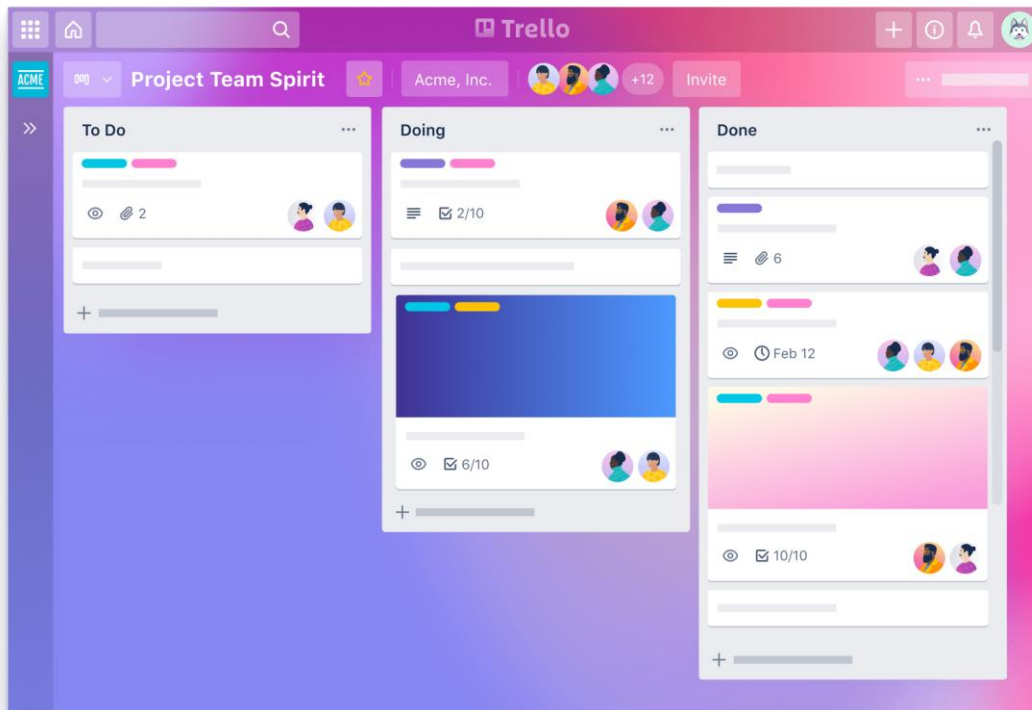 Trello
ACME
Project Team Spirit
Acme, Inc.
+12
Invite
To Do
2
Doing
2/10
6/10
Done
6
Feb 12
10/10